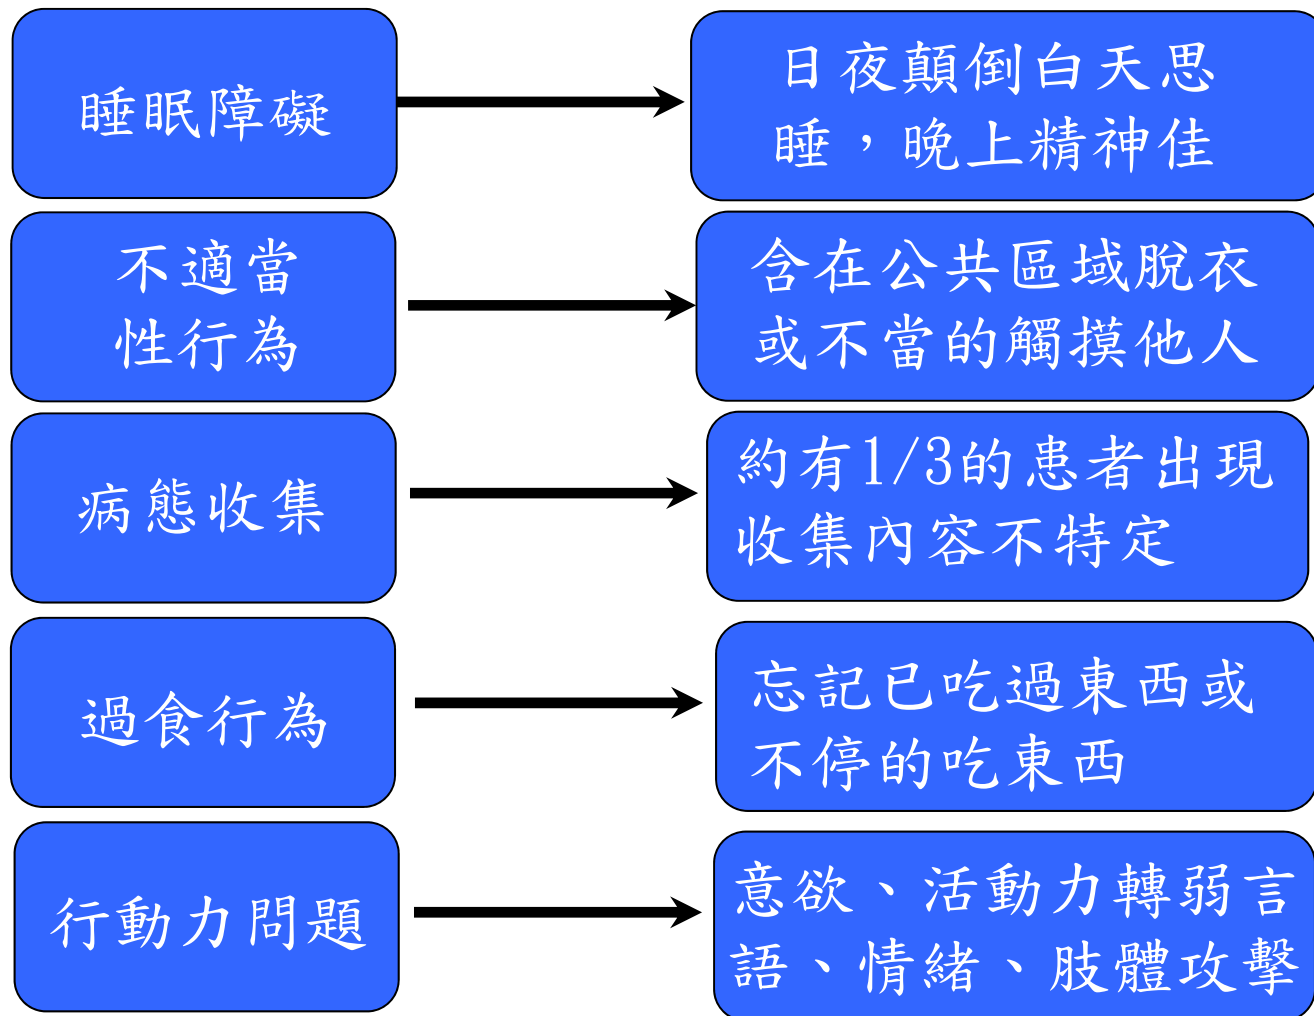 睡眠障礙
日夜顛倒白天思
睡，晚上精神佳
不適當
性行為
含在公共區域脫衣
或不當的觸摸他人
病態收集
約有1/3的患者出現
收集內容不特定
過食行為
忘記已吃過東西或
不停的吃東西
行動力問題
意欲、活動力轉弱言
語、情緒、肢體攻擊